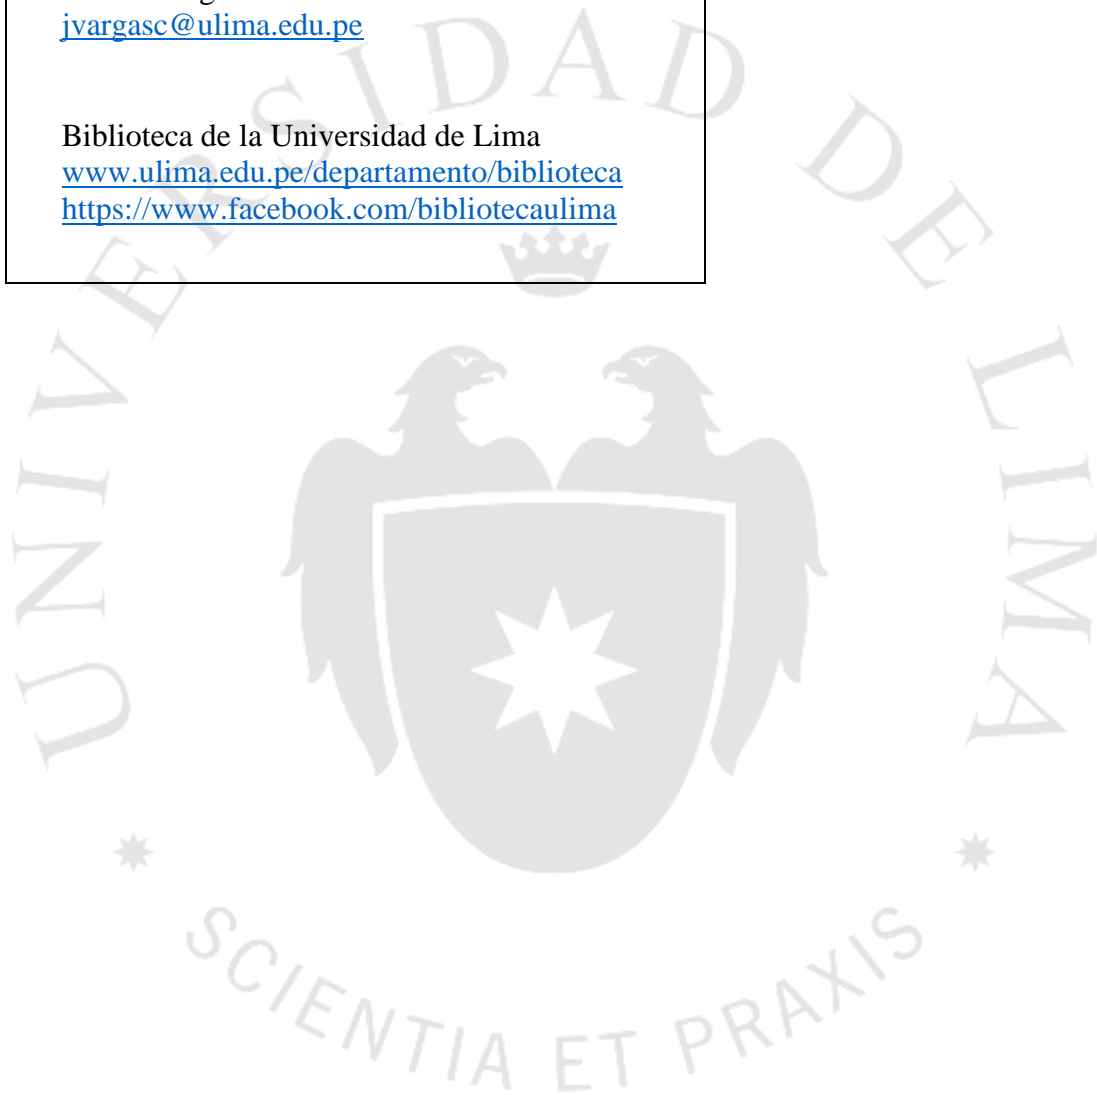 jvargasc@ulima.edu.pe
Biblioteca de la Universidad de Lima
www.ulima.edu.pe/departamento/biblioteca
https://www.facebook.com/bibliotecaulima
UNIVERSIDAD DE LIMA
SCIENTIA ET PRAXIS